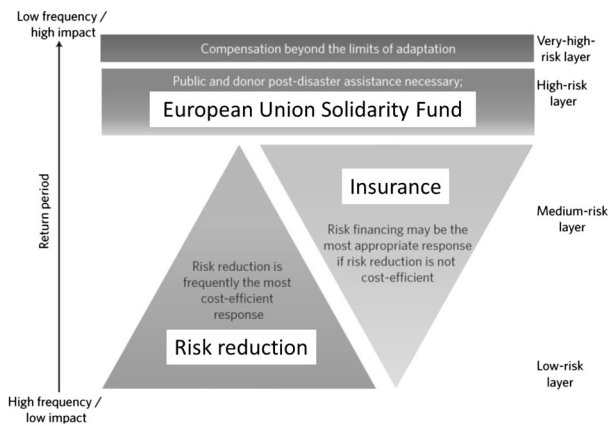 Low frequency /
high impact
Compensation beyond the limits of adaptation
Very-high-
risk layer
Public and donor post-disaster assistance necessary;
European Union Solidarity Fund
High-risk
layer
Return period
Insurance
Risk financing may be the
most appropriate response
if risk reduction is not
cost-efficient
Medium-risk
layer
Risk reduction is
frequently the most
cost-efficient
response
Risk reduction
Low-risk
layer
High frequency /
low impact